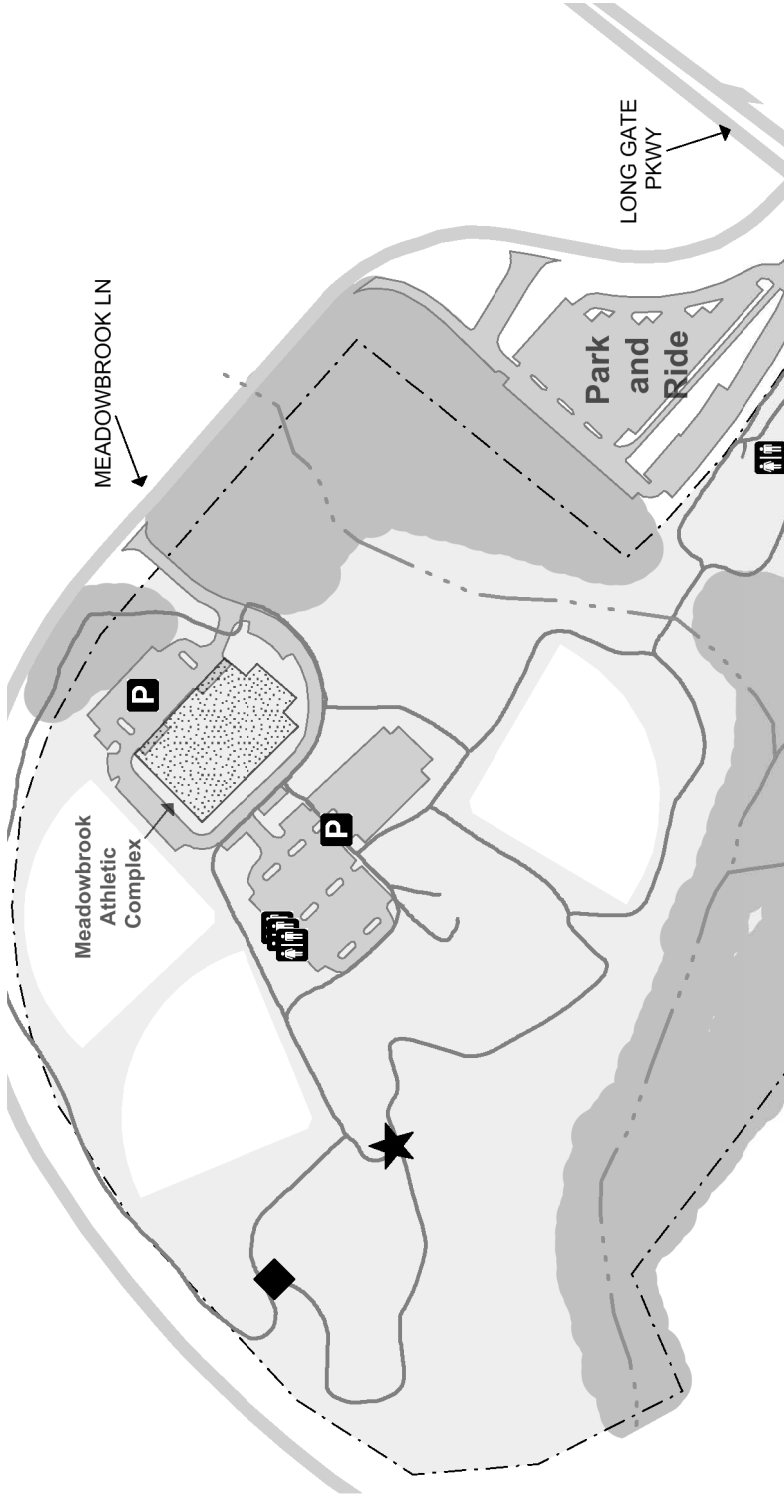 MEADOWBROOK LN
LONG GATE
PKWY
Park
and
Ride
P
Meadowbrook
Athletic
Complex
P